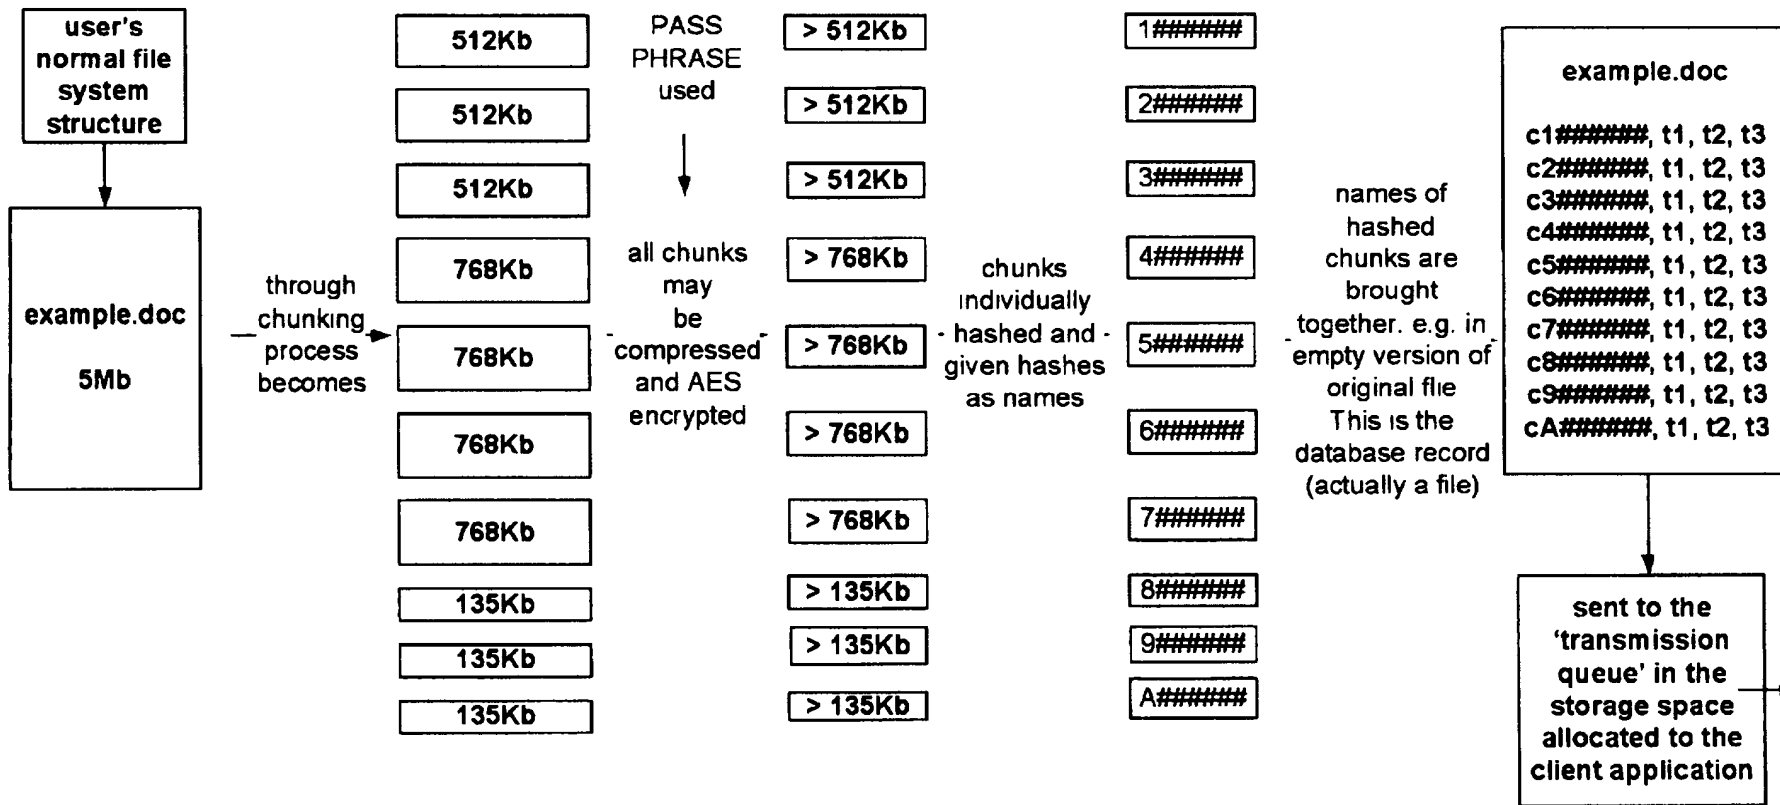 user's
normal file
system
structure
example.doc
5Mb
through
chunking
process
becomes
512Kb
512Kb
512Kb
768Kb
768Kb
768Kb
768Kb
135Kb
135Kb
135Kb
PASS
PHRASE
used
all chunks
may
be
compressed
and AES
encrypted
> 512Kb
> 512Kb
> 512Kb
> 768Kb
> 768Kb
> 768Kb
> 768Kb
> 135Kb
> 135Kb
> 135Kb
chunks
individually
hashed and
given hashes
as names
1#######
2#######
3#######
4#######
5#######
6#######
7#######
8#######
9#######
A#######
names of
hashed
chunks are
brought
together. e.g. in
empty version of
original file
This is the
database record
(actually a file)
example.doc
c1#######, t1, t2, t3
c2#######, t1, t2, t3
c3#######, t1, t2, t3
c4#######, t1, t2, t3
c5#######, t1, t2, t3
c6#######, t1, t2, t3
c7#######, t1, t2, t3
c8#######, t1, t2, t3
c9#######, t1, t2, t3
cA#######, t1, t2, t3
sent to the
‘transmission
queue’ in the
storage space
allocated to the
client application